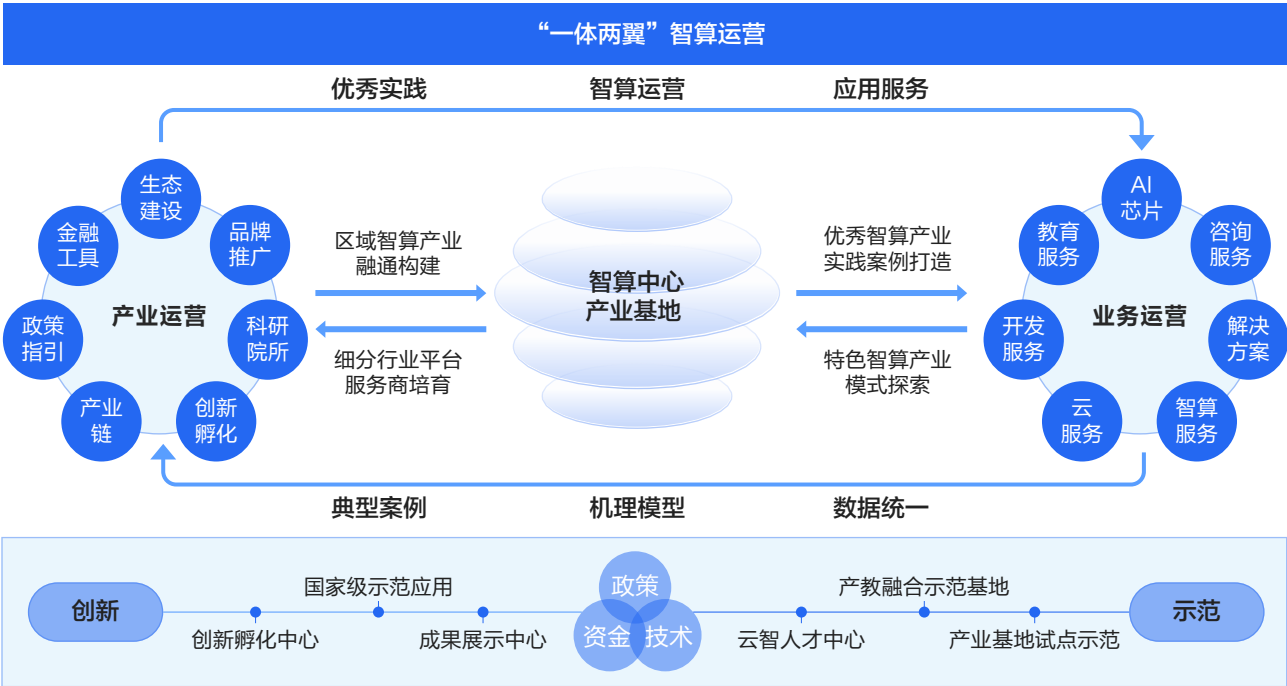 “一体两翼”智算运营
优秀实践
智算运营
应用服务
生态
建设
金融
工具
品牌
推广
政策
指引
产业运营
科研
院所
产业
链
创新
孵化
区域智算产业
融通构建
细分行业平台
服务商培育
智算中心
产业基地
优秀智算产业
实践案例打造
特色智算产业
模式探索
AI
芯片
教育
服务
咨询
服务
开发
服务
业务运营
解决
方案
云
服务
智算
服务
典型案例
机理模型
数据统一
创新
国家级示范应用
创新孵化中心
成果展示中心
政策
资金
技术
产教融合示范基地
云智人才中心
产业基地试点示范
示范